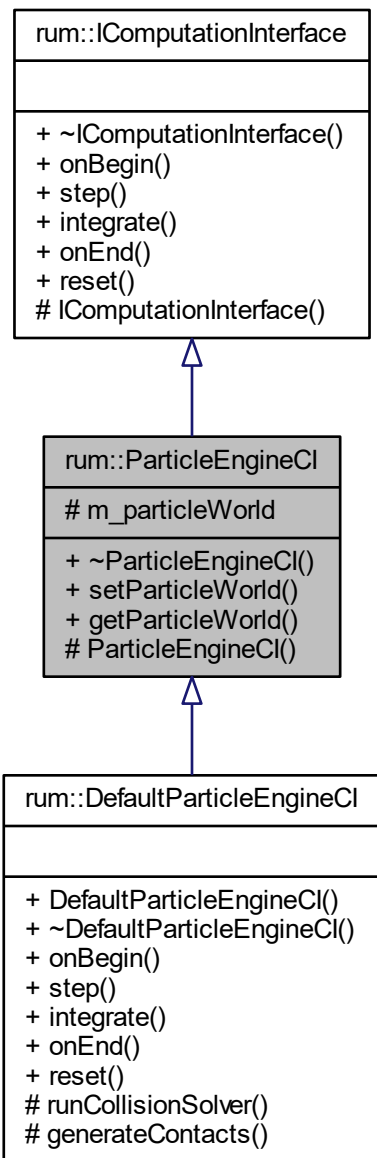 rum::IComputationInterface
+ ~IComputationInterface()
+ onBegin()
+ step()
+ integrate()
+ onEnd()
+ reset()
# IComputationInterface()
rum::ParticleEngineCI
# m_particleWorld
+ ~ParticleEngineCI()
+ setParticleWorld()
+ getParticleWorld()
# ParticleEngineCI()
rum::DefaultParticleEngineCI
+ DefaultParticleEngineCI()
+ ~DefaultParticleEngineCI()
+ onBegin()
+ step()
+ integrate()
+ onEnd()
+ reset()
# runCollisionSolver()
# generateContacts()